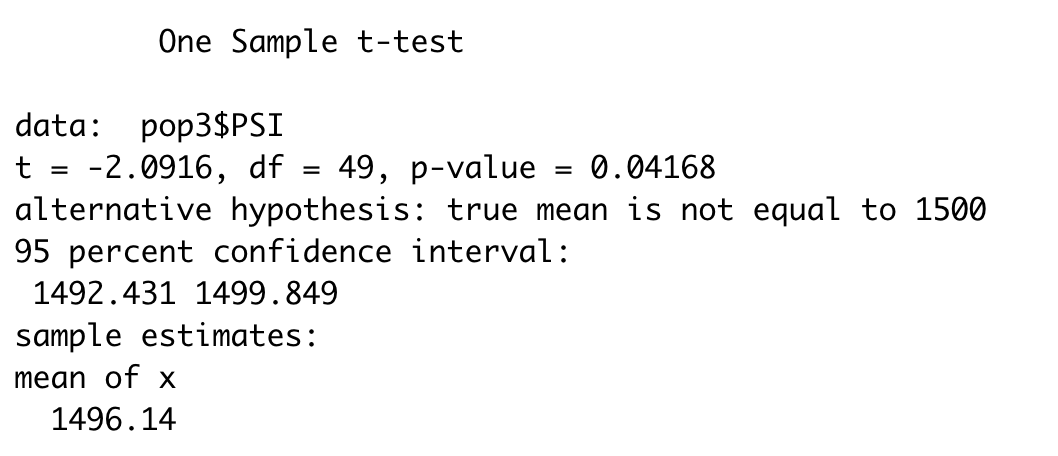 One Sample t-test
data: pop3$PSI
t = -2.0916, df = 49, p-value = 0.04168
alternative hypothesis: true mean is not equal to 1500
95 percent confidence interval:
1492.431 1499.849
sample estimates:
mean of x
1496.14